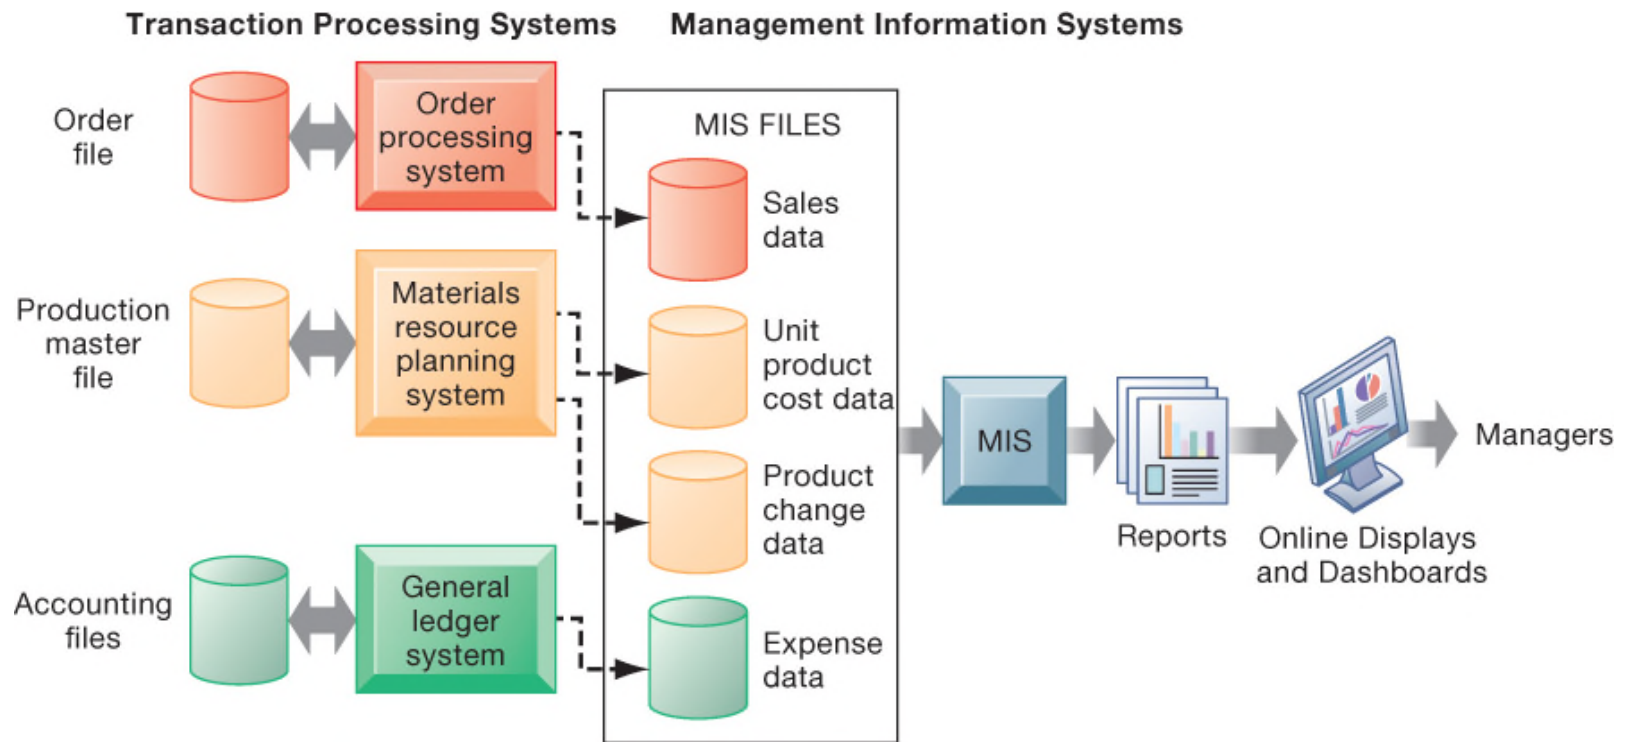 Transaction Processing Systems
Management Information Systems
Order
file
Order
processing
system
MIS FILES
Sales
data
Production
master
file
Materials
resource
planning
system
Unit
product
cost data
Product
change
data
MIS
Reports
Online Displays
and Dashboards
Managers
Accounting
files
General
ledger
system
Expense
data